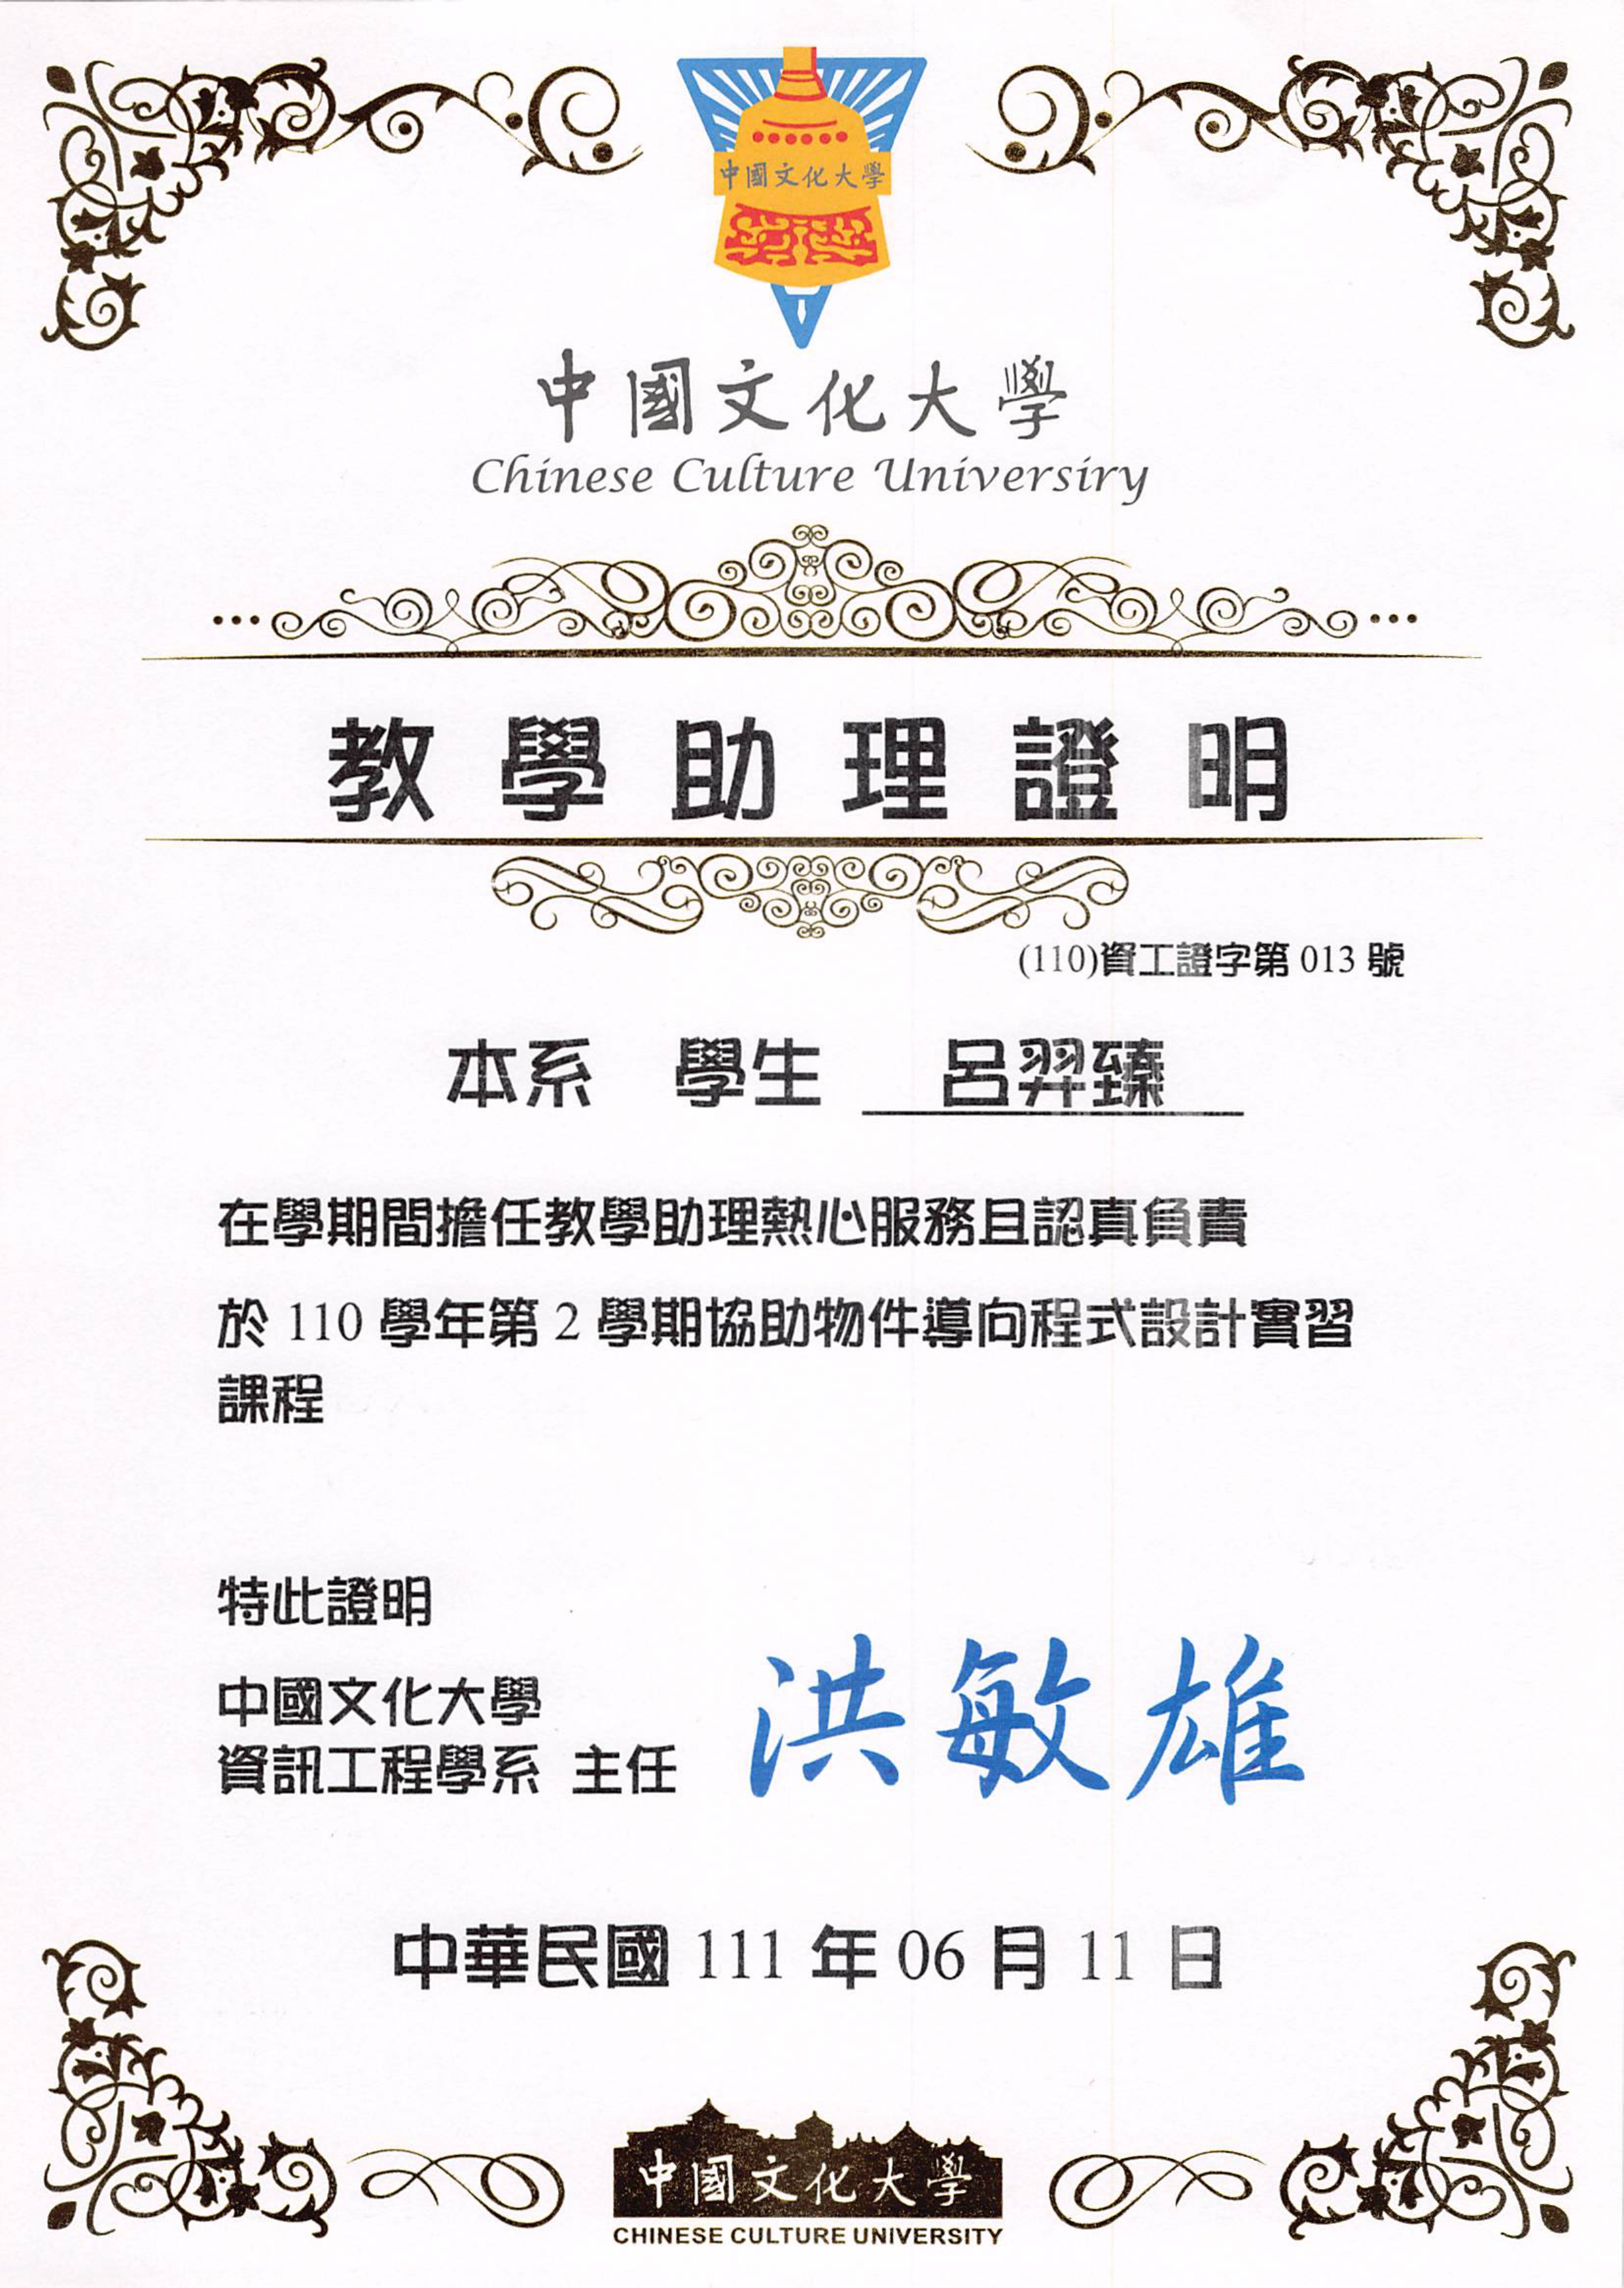 中國文化大學
中國文化大學
Chinese Culture Universiry
教學助理證明
(110)資工證字第 013 號
本系 學生 呂羿臻
在學期間擔任教學助理熱心服務且認真負責
於 110 學年第 2 學期協助物件導向程式設計實習
課程
特此證明
中國文化大學
資訊工程學系 主任 洪敏雄
中華民國 111 年 06 月 11 日
中國文化大學
CHINESE CULTURE UNIVERSITY